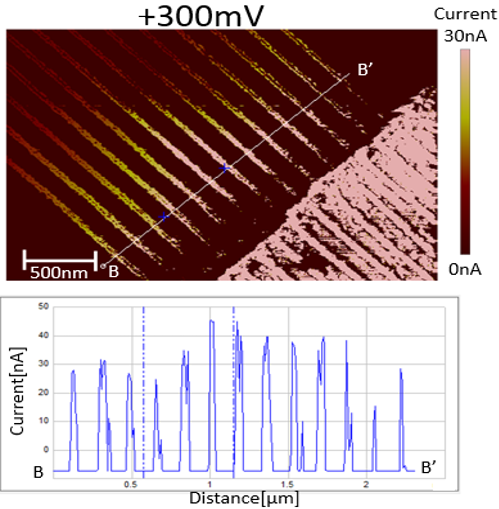 +300mV
Current
30nA
B'
500nm
B
0nA
50
40
30
20
10
0
Current[nA]
B
B'
0.5
1
1.5
2
Distance[μm]